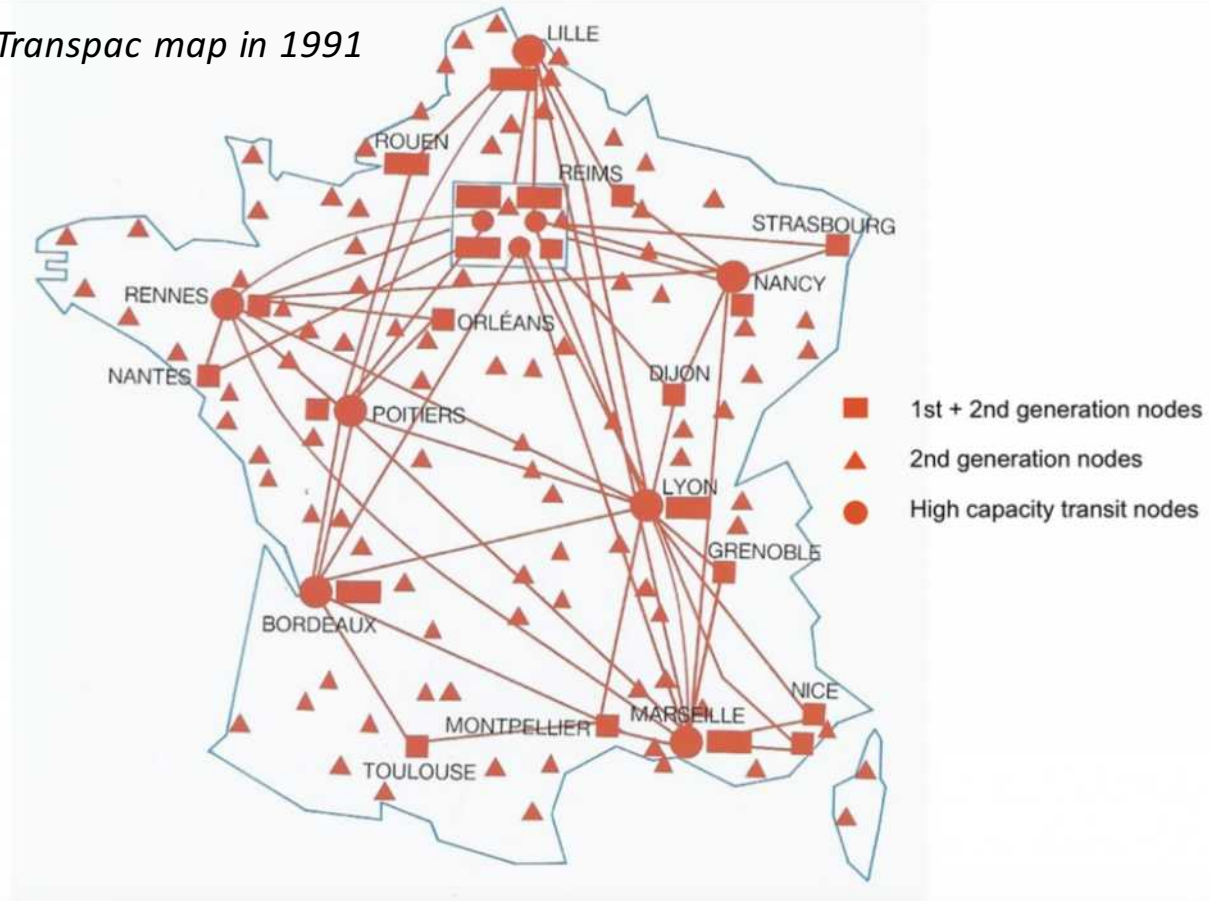 Transpac map in 1991
LILLE
ROUEN
REIMS
STRASBOURG
NANCY
RENNES
ORLÉANS
NANTES
DIJON
POITIERS
LYON
GRENOBLE
BORDEAUX
NICE
MARSEILLE
MONTPELLIER
TOULOUSE
1st + 2nd generation nodes
2nd generation nodes
High capacity transit nodes